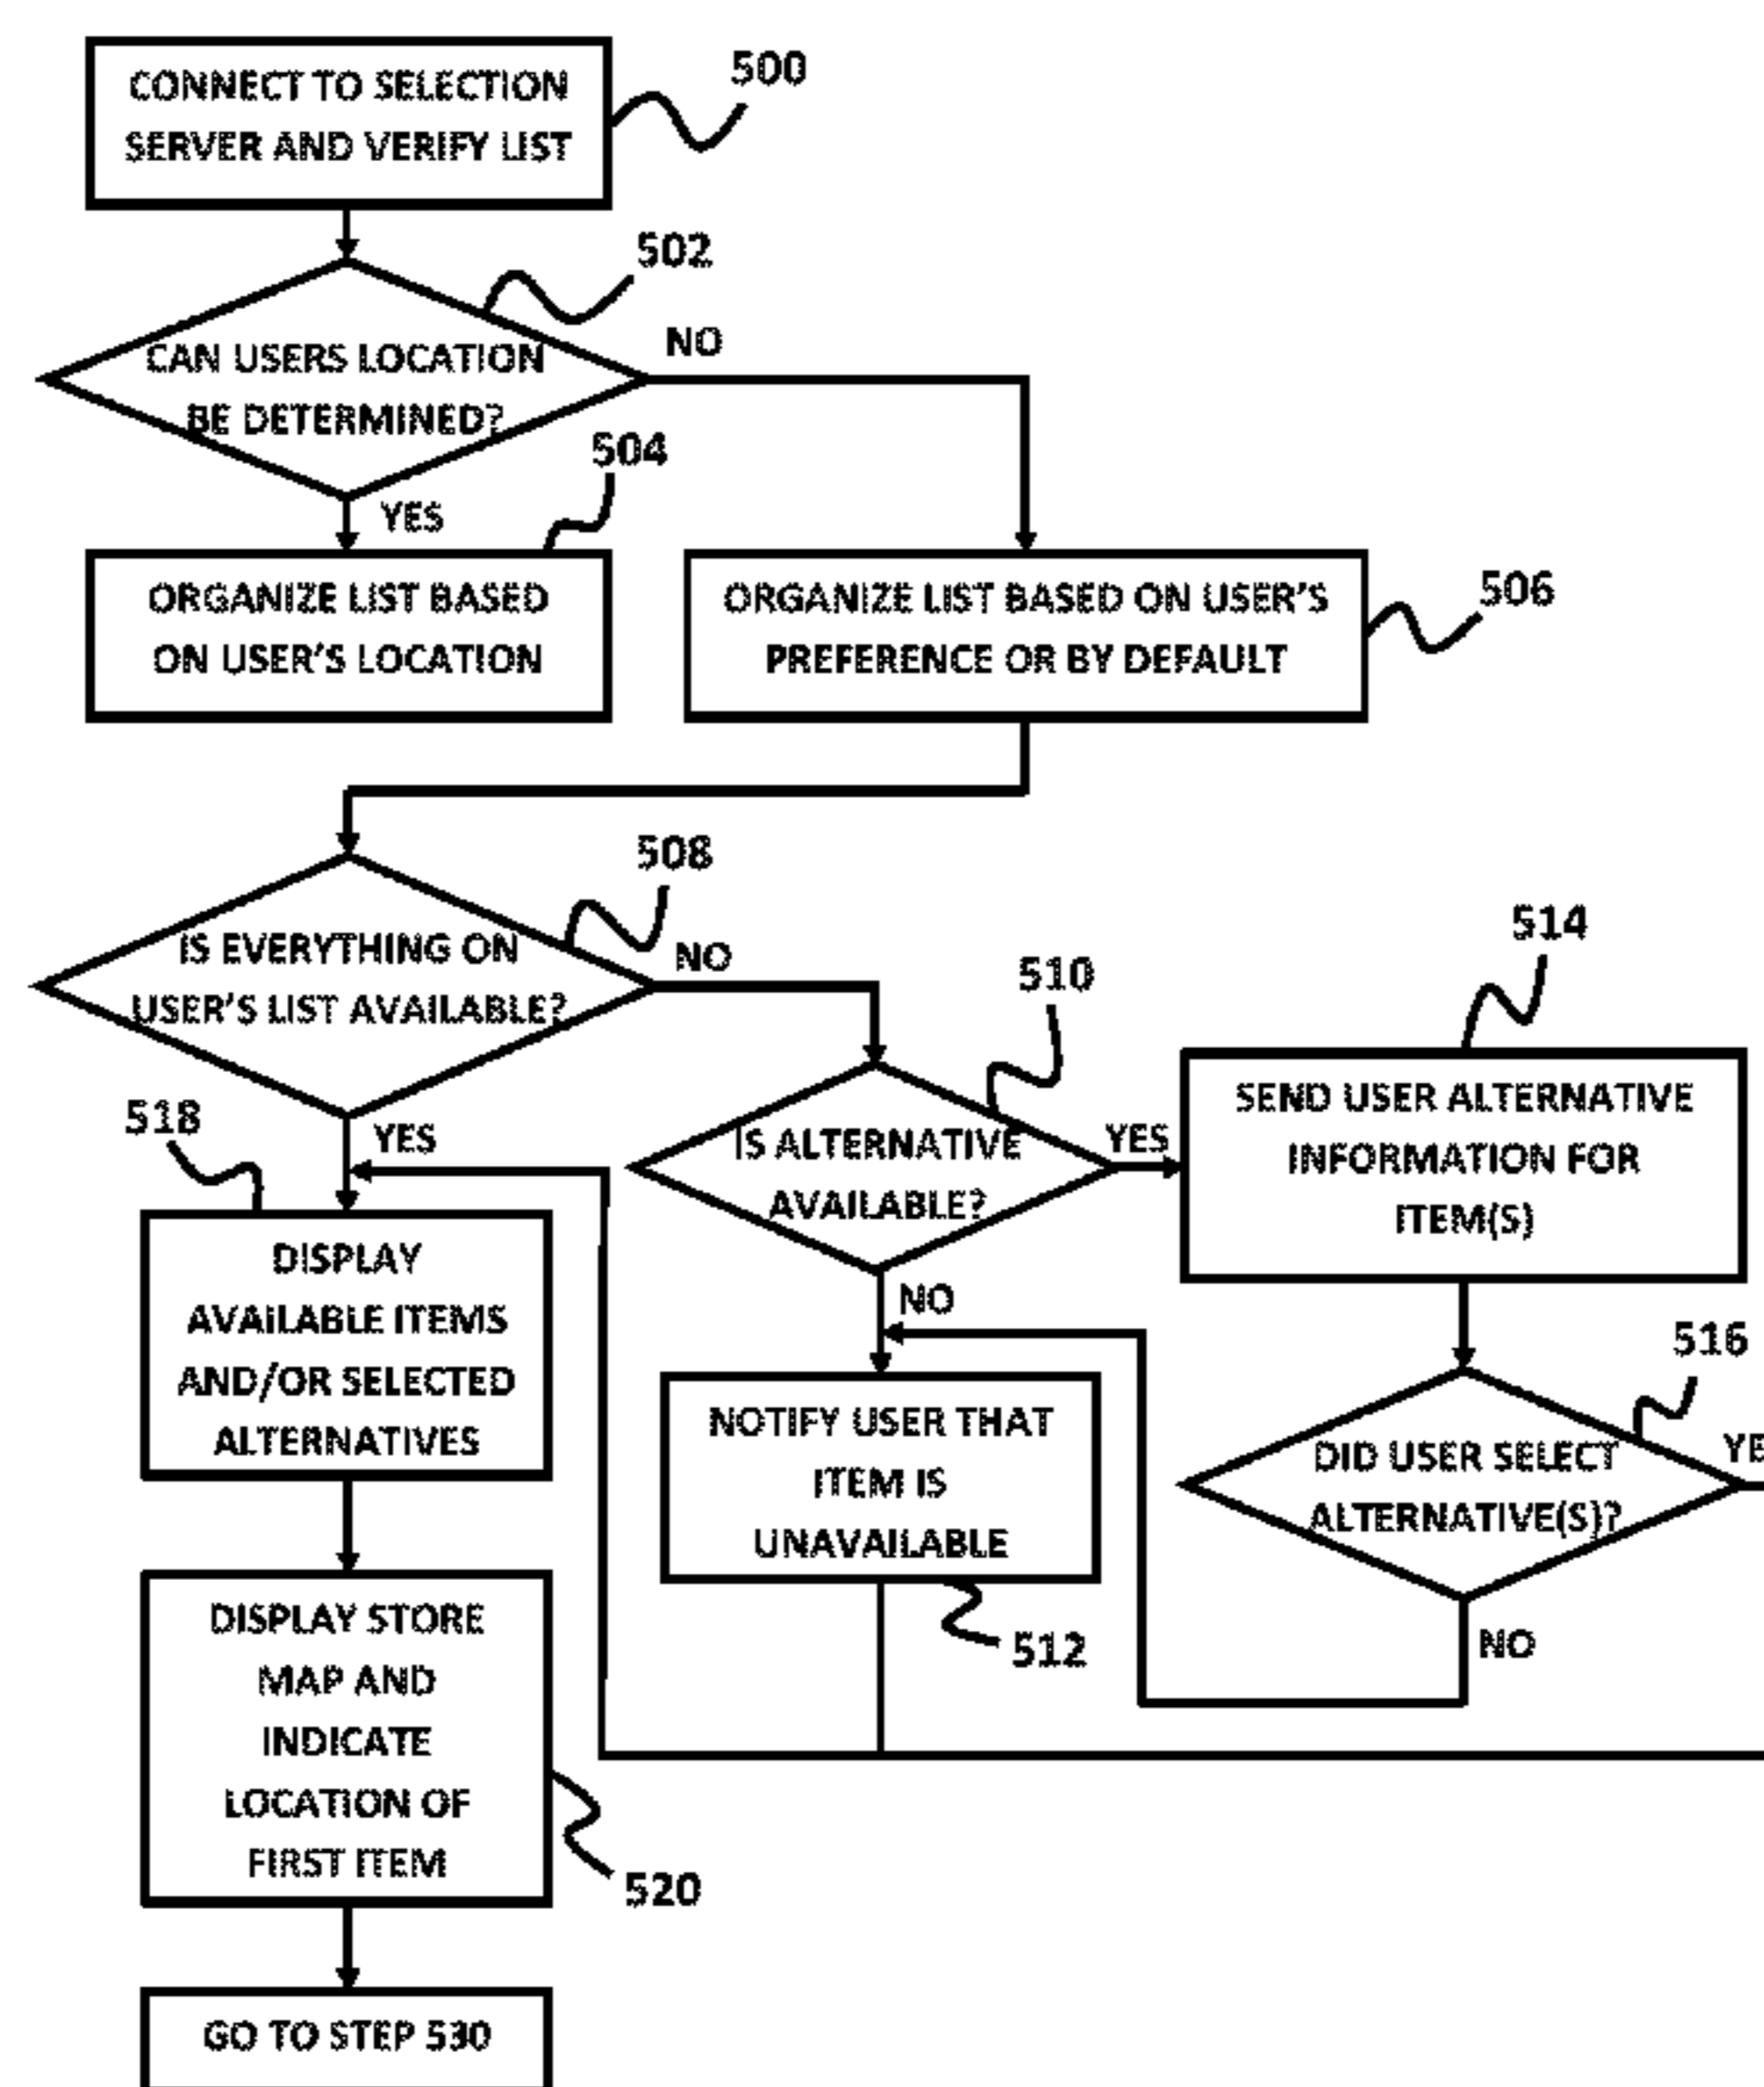 CONNECT TO SELECTION
SERVER AND VERIFY LIST
500
502
CAN USERS LOCATION
BE DETERMINED?
NO
YES
504
ORGANIZE LIST BASED
ON USER'S LOCATION
ORGANIZE LIST BASED ON USER'S
PREFERENCE OR BY DEFAULT
506
508
IS EVERYTHING ON
USER'S LIST AVAILABLE?
NO
YES
510
IS ALTERNATIVE
AVAILABLE?
YES
NO
514
SEND USER ALTERNATIVE
INFORMATION FOR
ITEM(S)
516
DID USER SELECT
ALTERNATIVE(S)?
YE
NO
NOTIFY USER THAT
ITEM IS
UNAVAILABLE
512
518
DISPLAY
AVAILABLE ITEMS
AND/OR SELECTED
ALTERNATIVES
DISPLAY STORE
MAP AND
INDICATE
LOCATION OF
FIRST ITEM
520
GO TO STEP 530